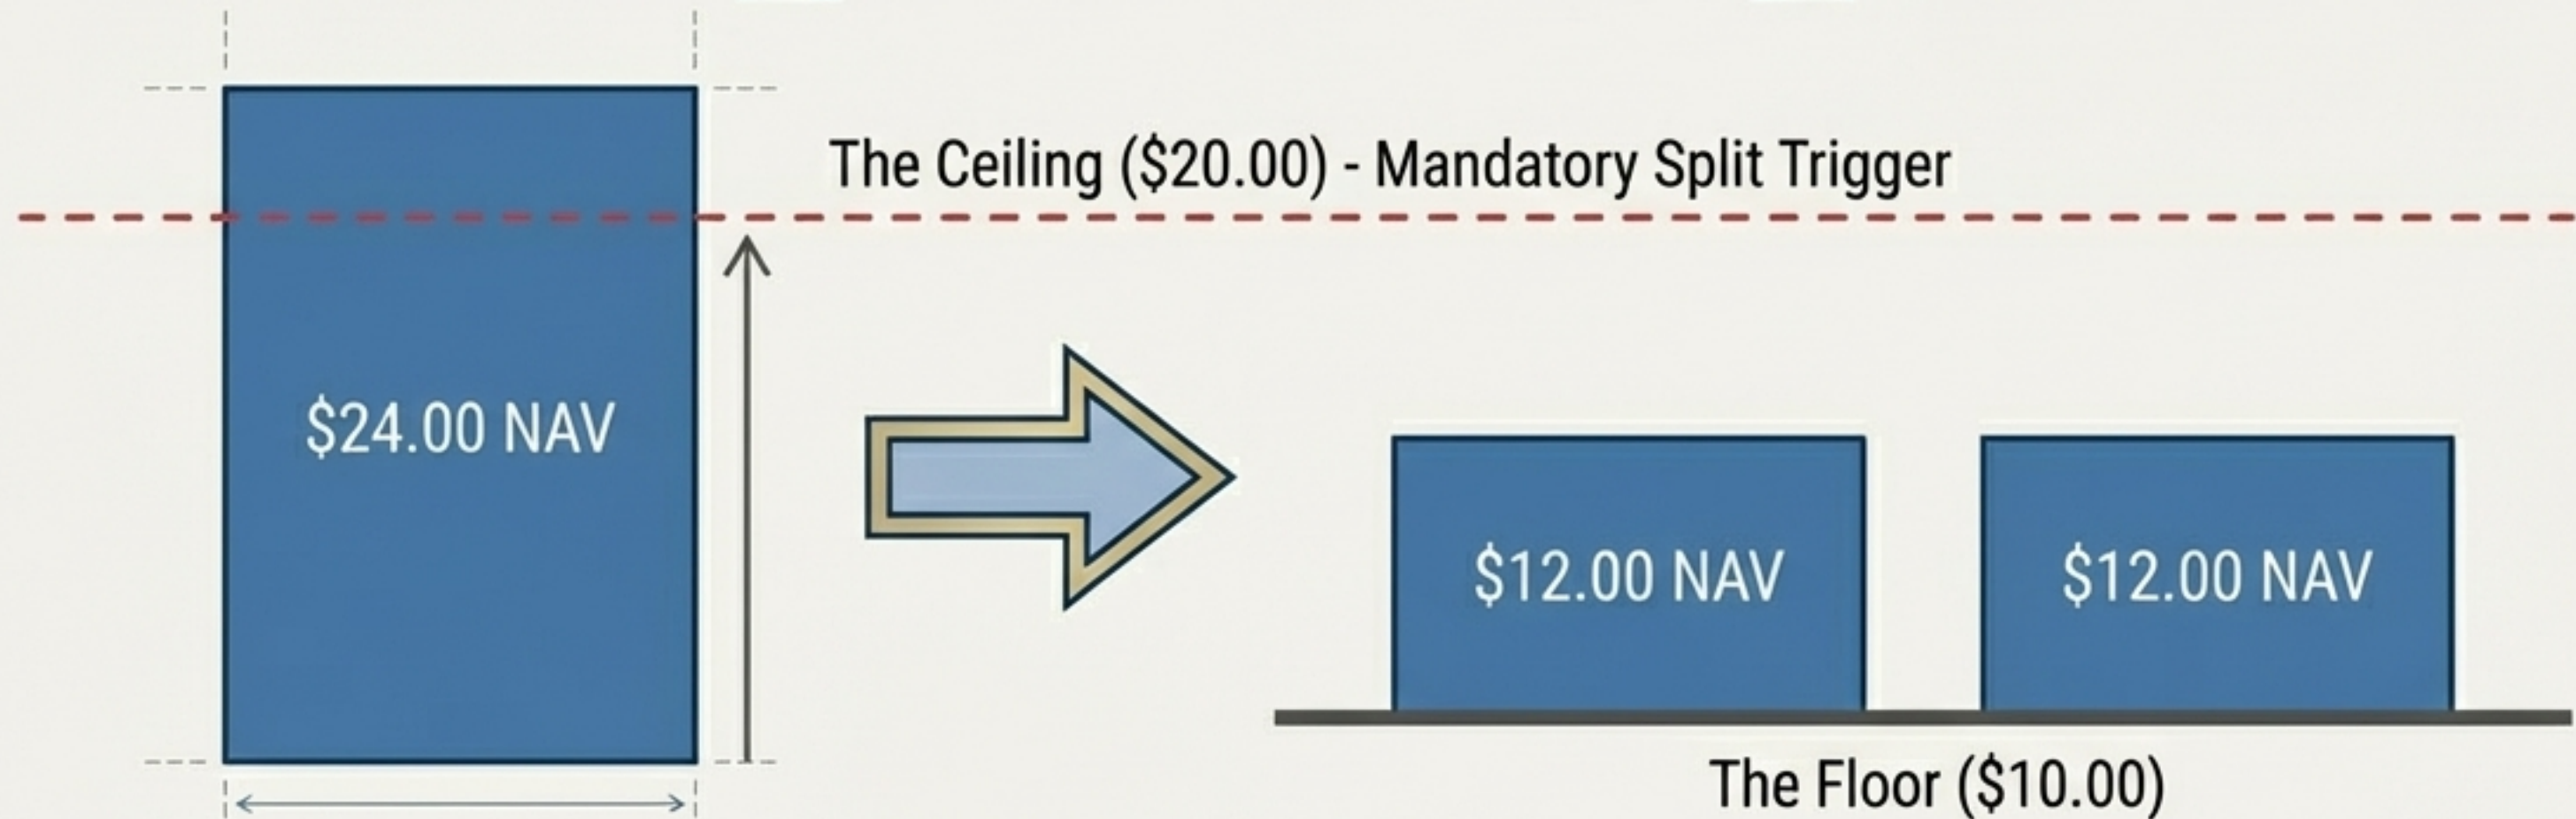 The Ceiling ($20.00) - Mandatory Split Trigger
$24.00 NAV
$12.00 NAV
$12.00 NAV
The Floor ($10.00)